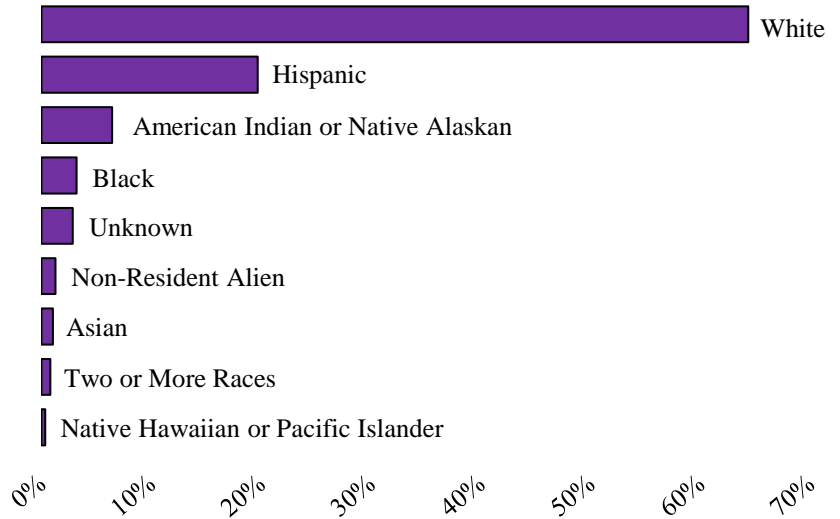 White
Hispanic
American Indian or Native Alaskan
Black
Unknown
Non-Resident Alien
Asian
Two or More Races
Native Hawaiian or Pacific Islander
0% 10% 20% 30% 40% 50% 60% 70%